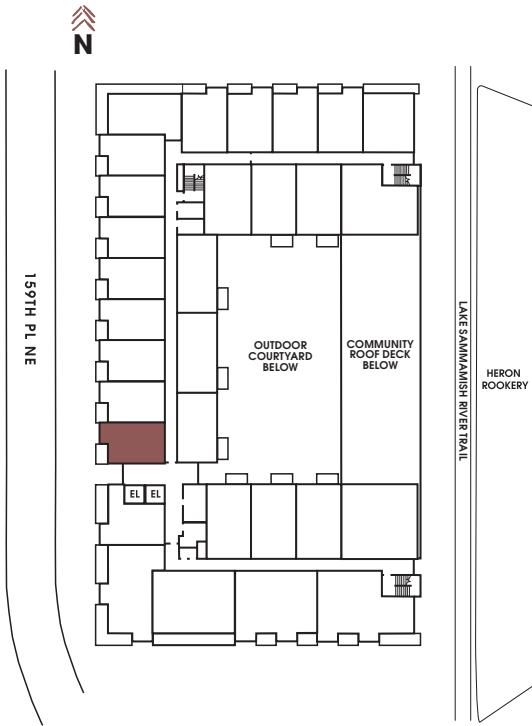 N
159TH PL NE
OUTDOOR
COURTYARD
BELOW
COMMUNITY
ROOF DECK
BELOW
LAKE SAMMAMISH RIVER TRAIL
HERON
ROOKERY
EL
EL